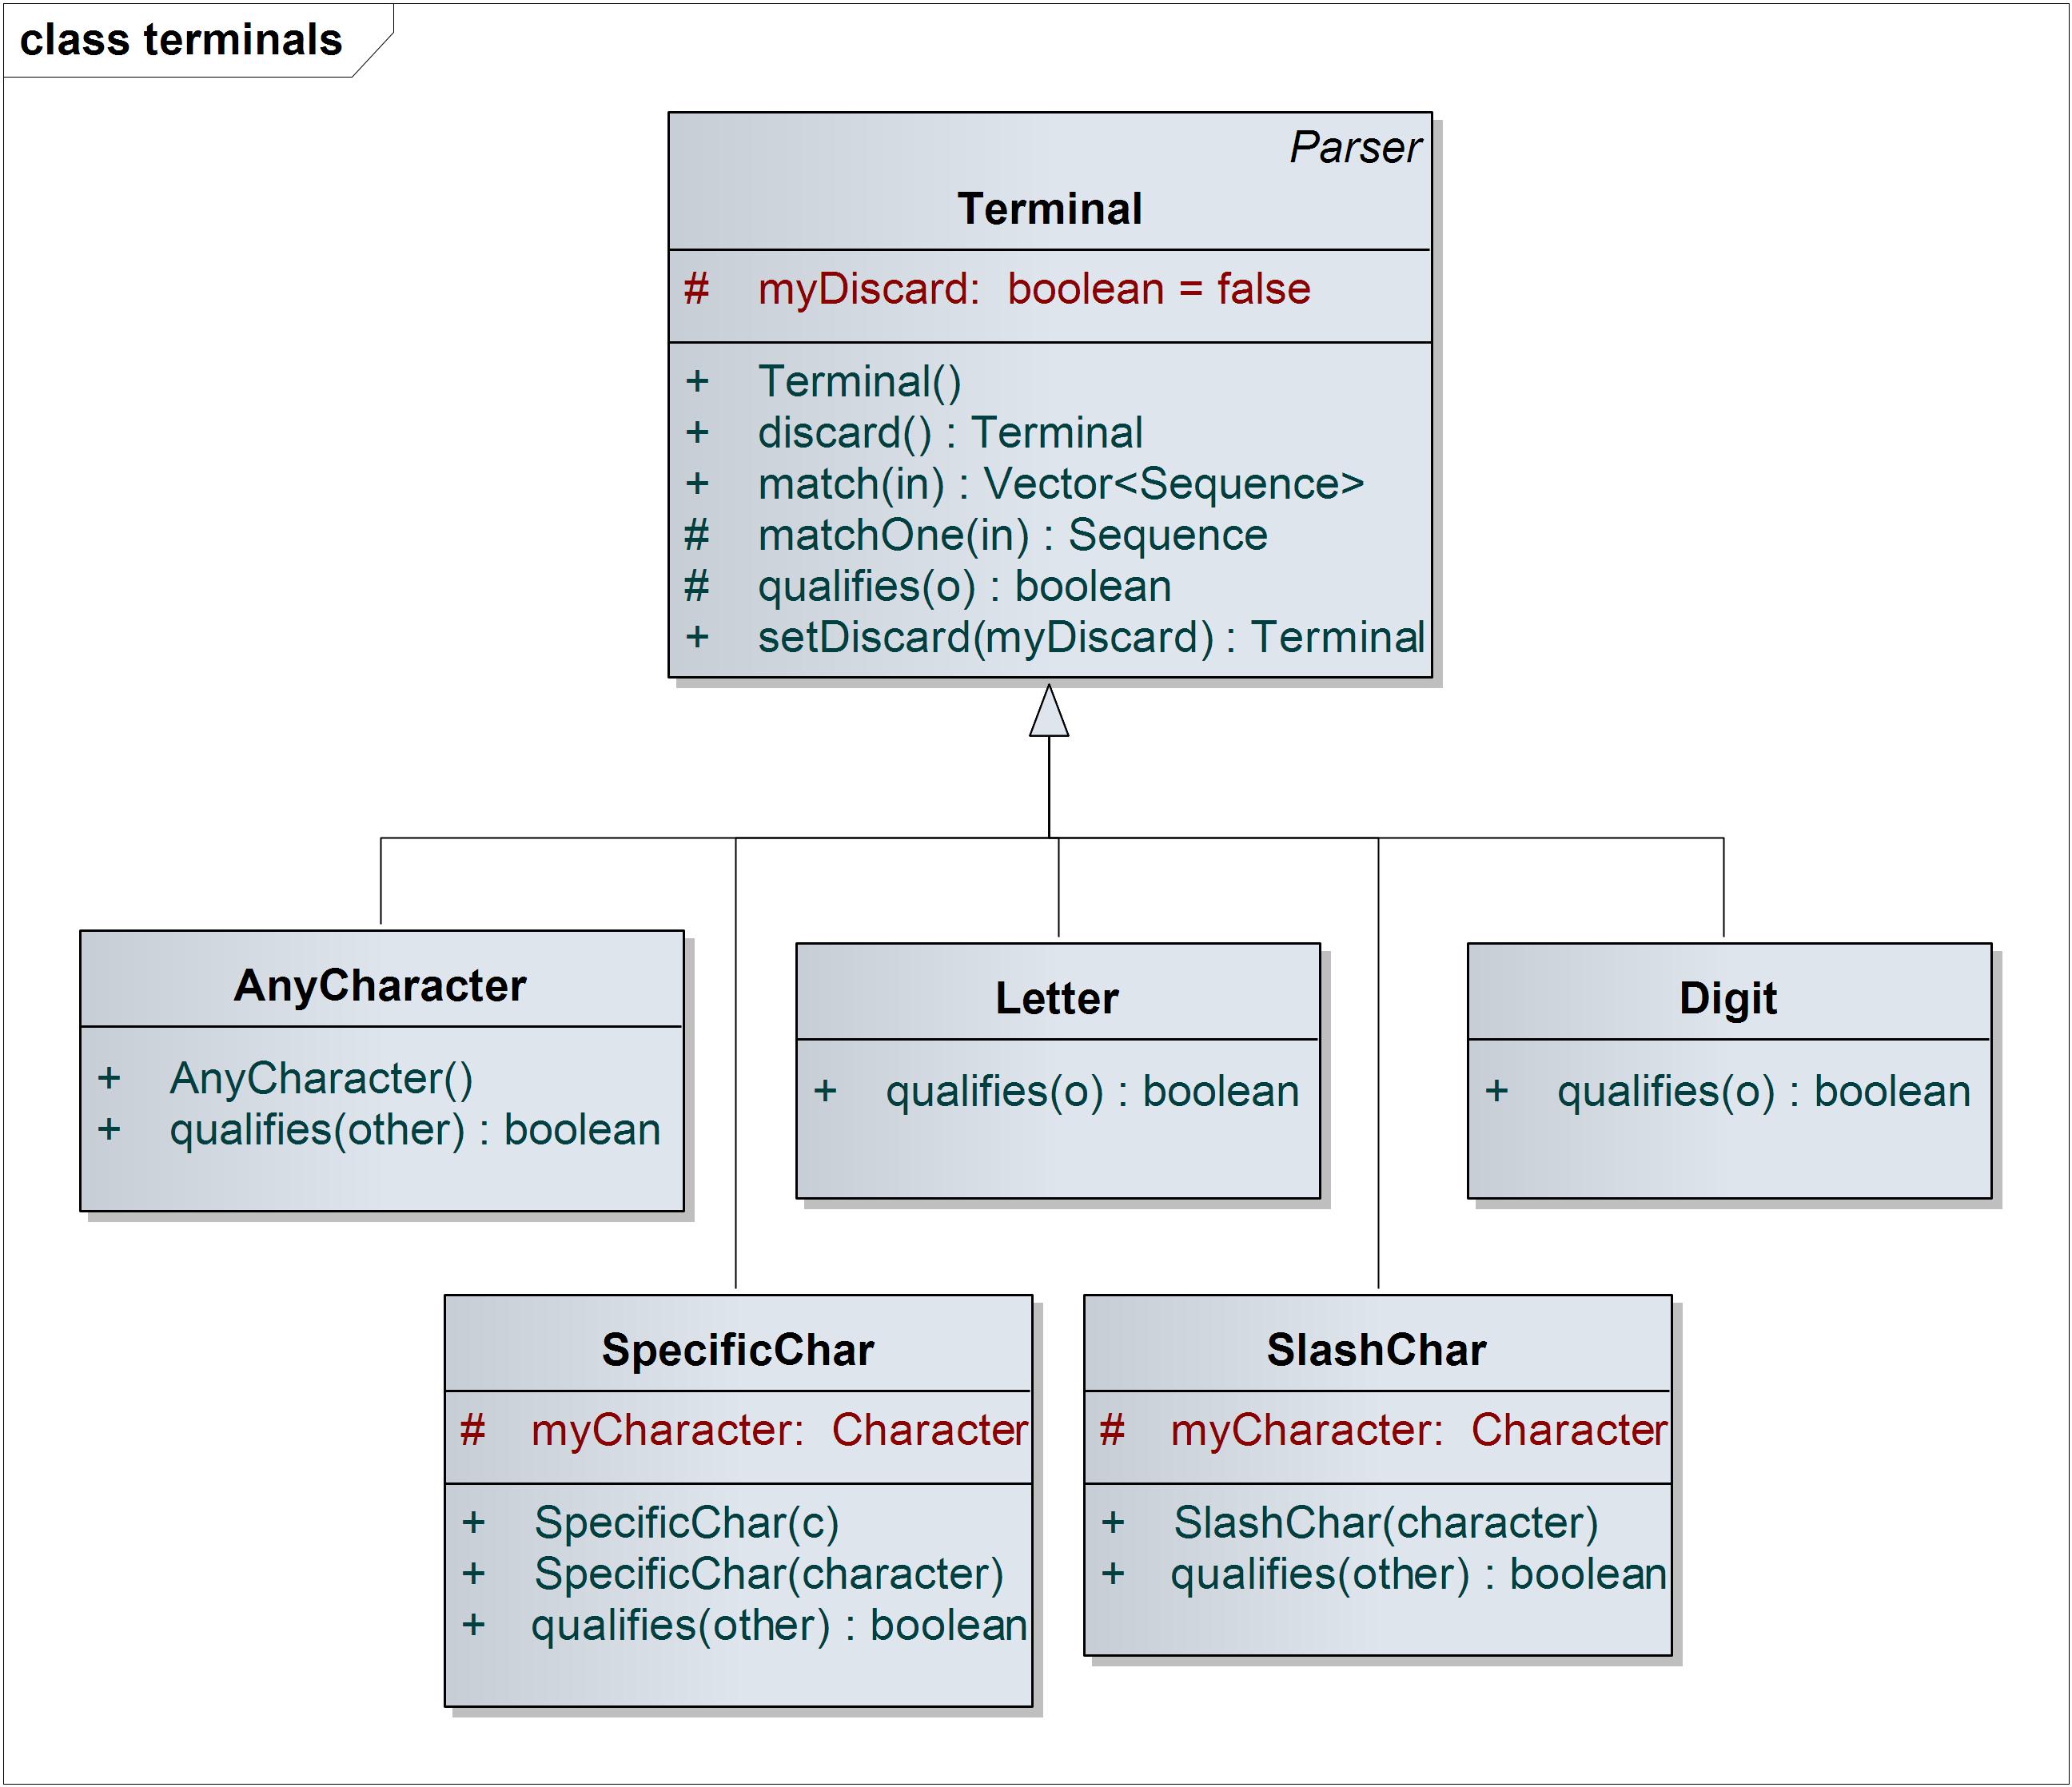 class terminals
Parser
Terminal
# myDiscard: boolean = false
+ Terminal()
+ discard() : Terminal
+ match(in) : Vector<Sequence>
# matchOne(in) : Sequence
# qualifies(o) : boolean
+ setDiscard(myDiscard) : Terminal
AnyCharacter
+ AnyCharacter()
+ qualifies(other) : boolean
Letter
+ qualifies(o) : boolean
Digit
+ qualifies(o) : boolean
SpecificChar
# myCharacter: Character
+ SpecificChar(c)
+ SpecificChar(character)
+ qualifies(other) : boolean
SlashChar
# myCharacter: Character
+ SlashChar(character)
+ qualifies(other) : boolean